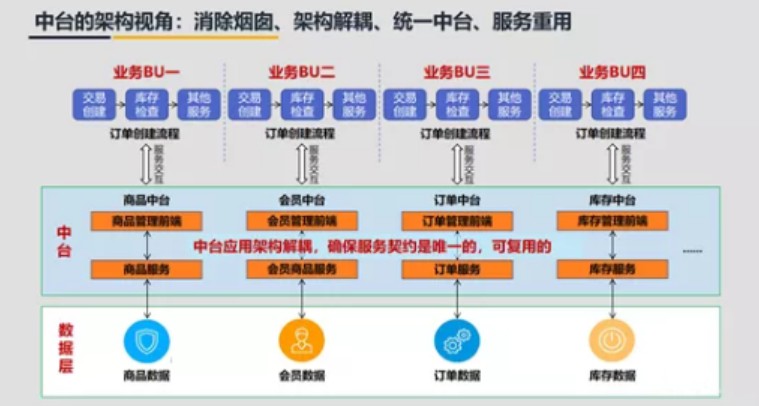 中台的架构视角：消除烟囱、架构解耦、统一中台、服务重用
业务BU一
业务BU二
业务BU三
业务BU四
交易创建
库存检查
其他服务
交易创建
库存检查
其他服务
交易创建
库存检查
其他服务
交易创建
库存检查
其他服务
订单创建流程
订单创建流程
订单创建流程
订单创建流程
服务交互
服务交互
服务交互
服务交互
中台
商品中台
会员中台
订单中台
库存中台
商品管理前端
会员管理前端
订单管理前端
库存管理前端
中台应用架构解耦，确保服务契约是唯一的，可复用的
......
商品服务
会员商品服务
订单服务
库存服务
数据层
商品数据
会员数据
订单数据
库存数据